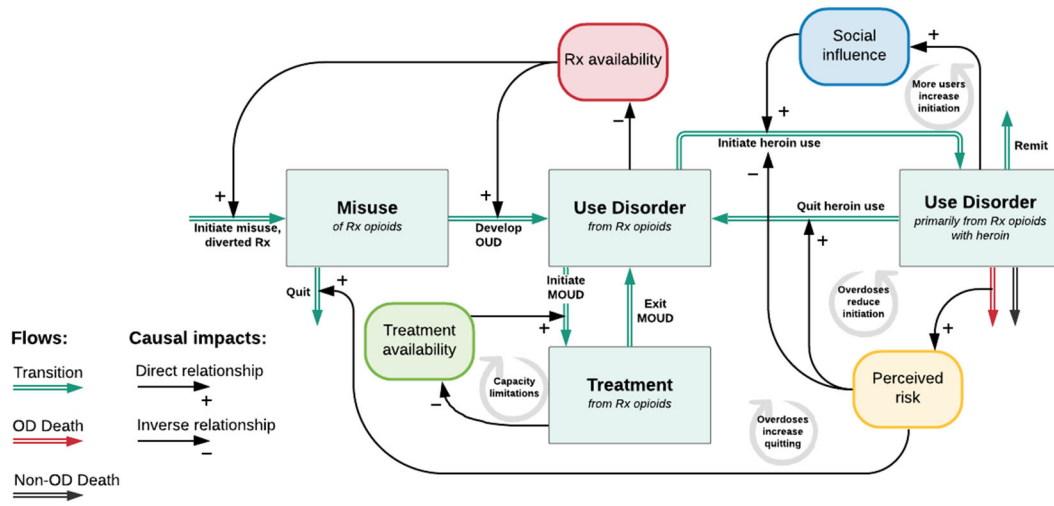 Social
influence
+
Rx availability
More users
increase
initiation
+
−
Initiate heroin use
Remit
−
+
+
Misuse
of Rx opioids
Use Disorder
from Rx opioids
Quit heroin use
Use Disorder
primarily from Rx opioids
with heroin
Initiate misuse,
diverted Rx
Develop
OUD
+
Quit
+
Initiate
MOUD
Exit
MOUD
Overdoses
reduce
initiation
Treatment
availability
+
+
Flows:
Causal impacts:
Transition
Direct relationship
+
Capacity
limitations
Treatment
from Rx opioids
−
Perceived
risk
OD Death
Inverse relationship
−
Overdoses
increase
quitting
Non-OD Death